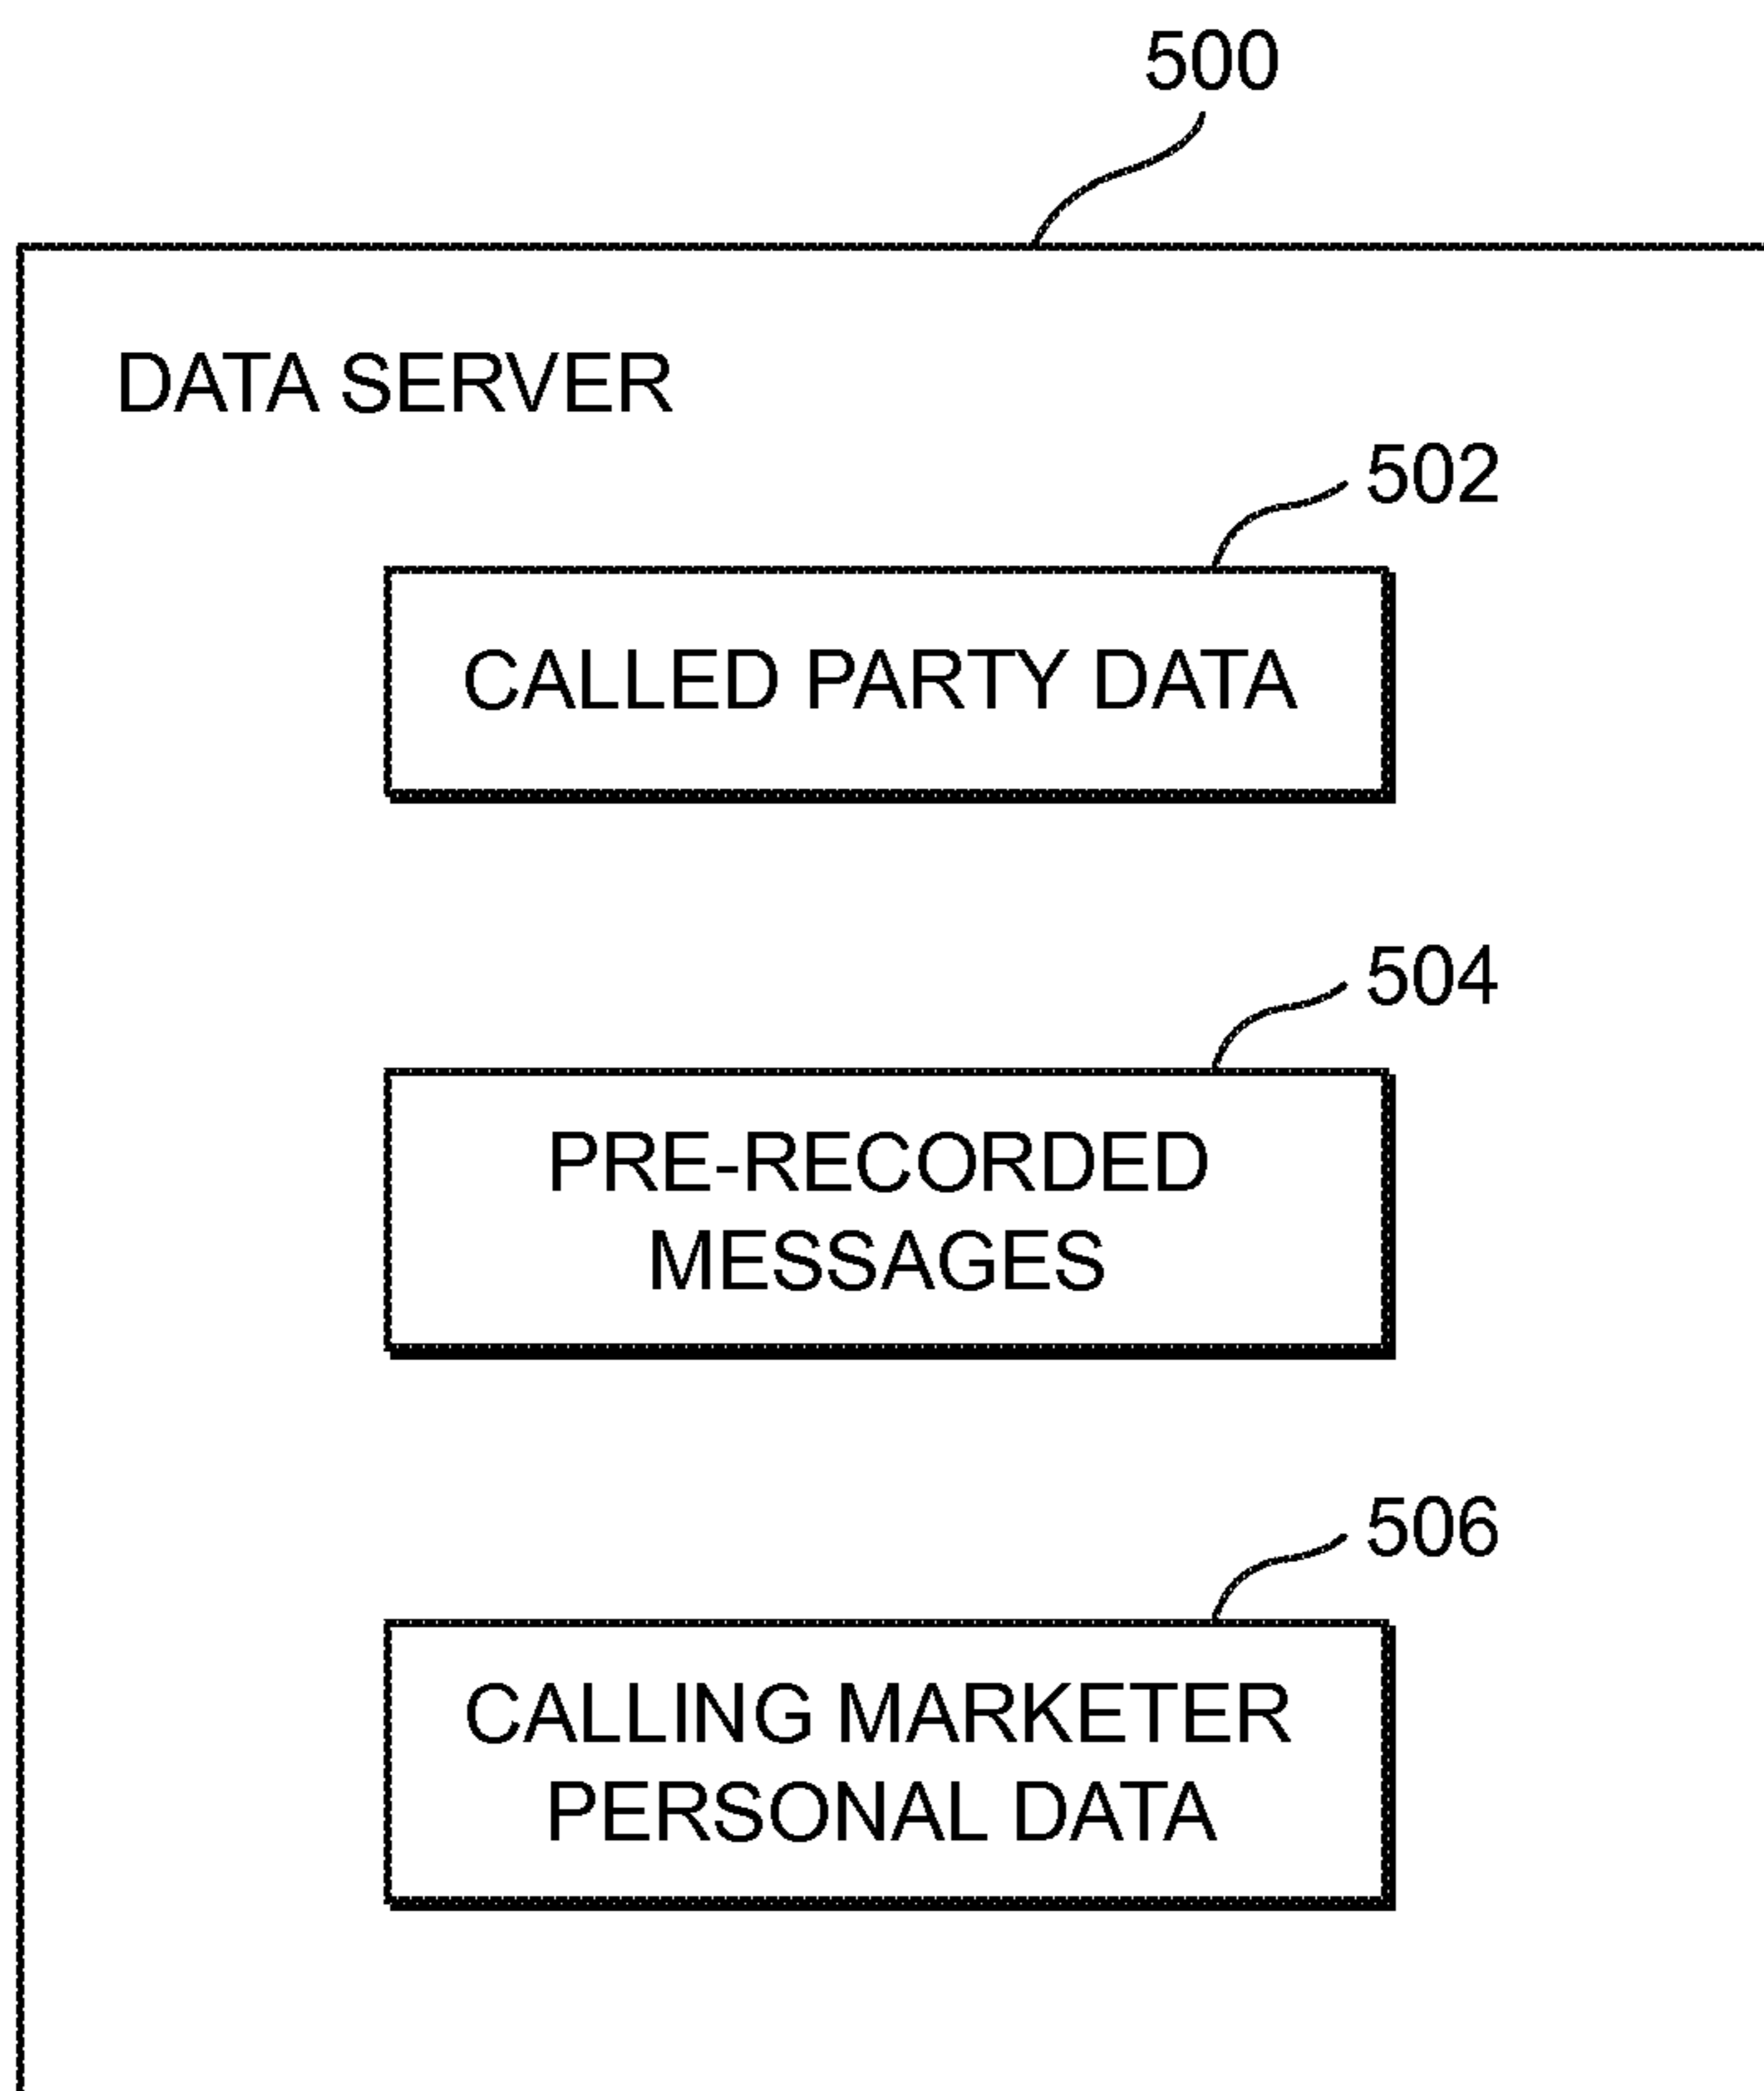 500
DATA SERVER
502
CALLED PARTY DATA
504
PRE-RECORDED
MESSAGES
506
CALLING MARKETER
PERSONAL DATA